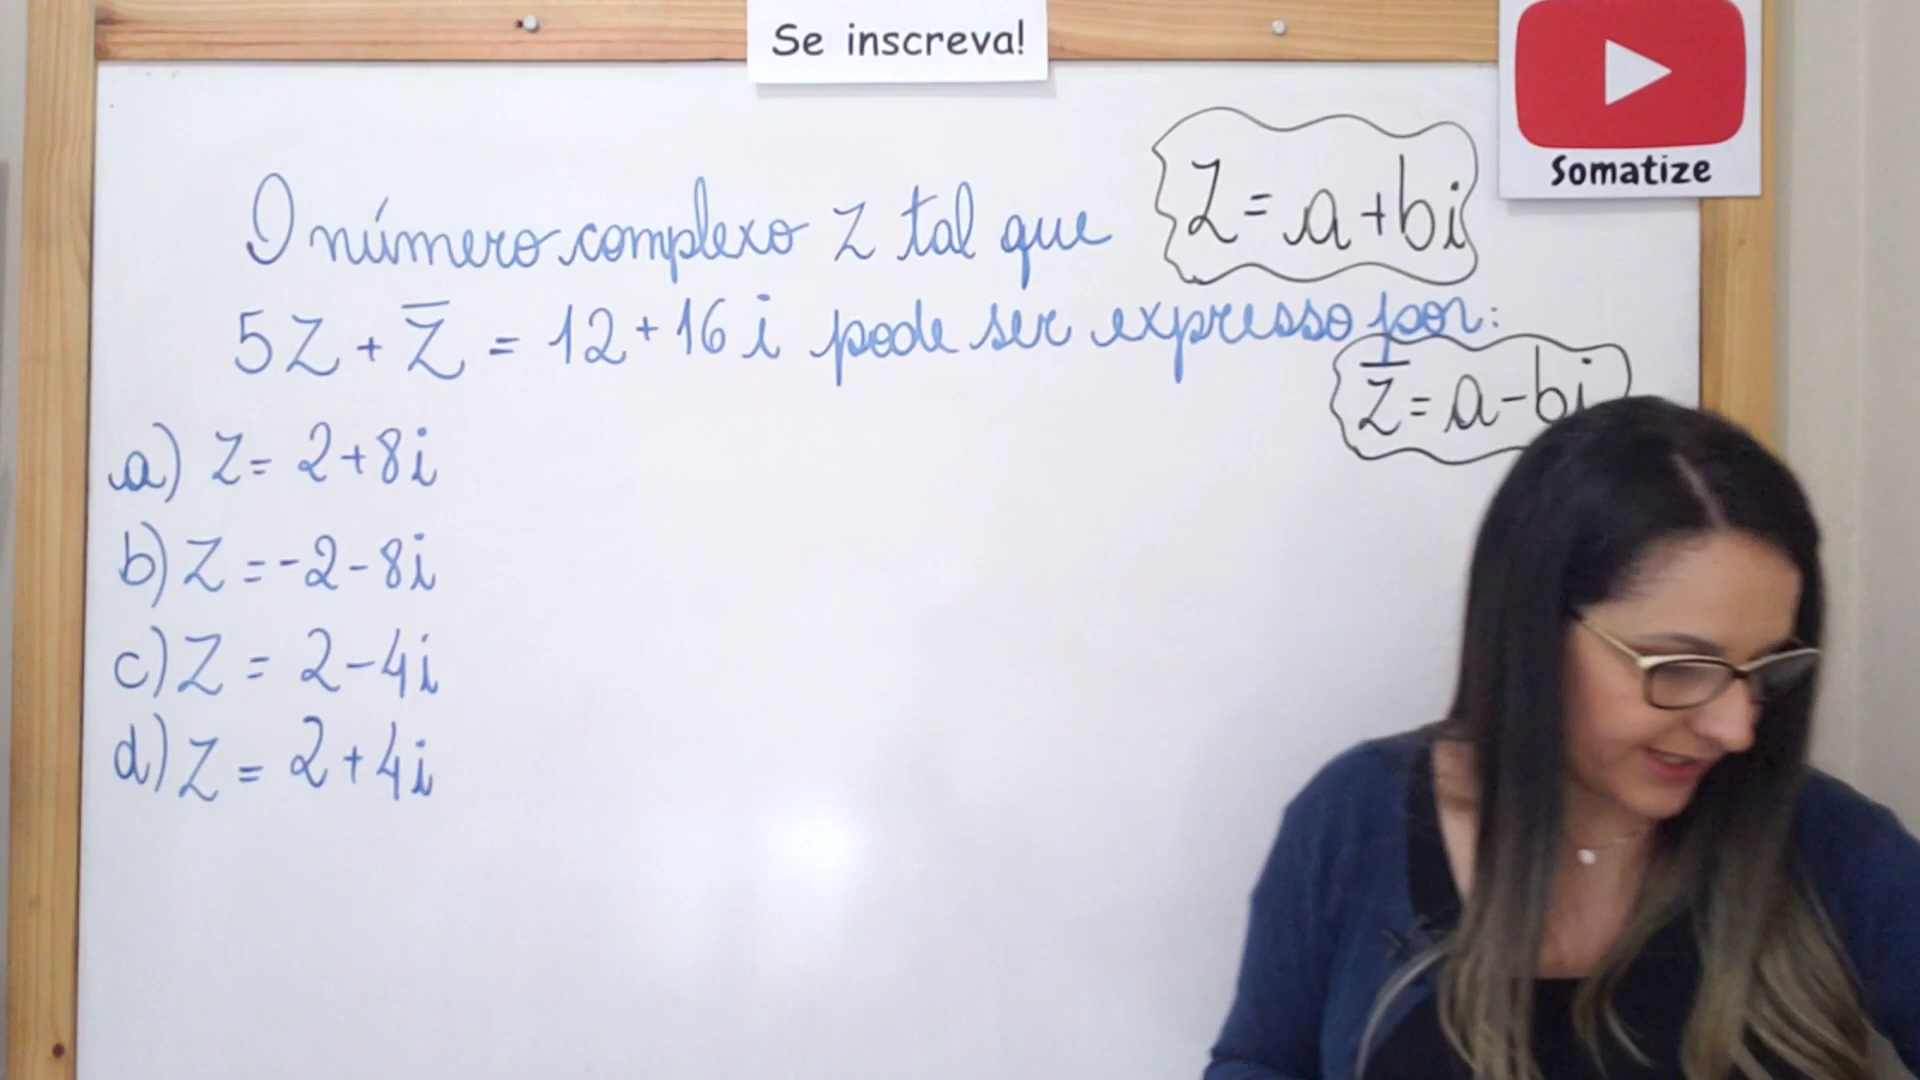 Se inscreva!
Somatize
Z = a + bi
O número complexo Z tal que
5Z + Z̅ = 12 + 16 i pode ser expresso por:
Z̅ = a - bi
a) Z = 2 + 8i
b) Z = -2 - 8i
c) Z = 2 - 4i
d) Z = 2 + 4i